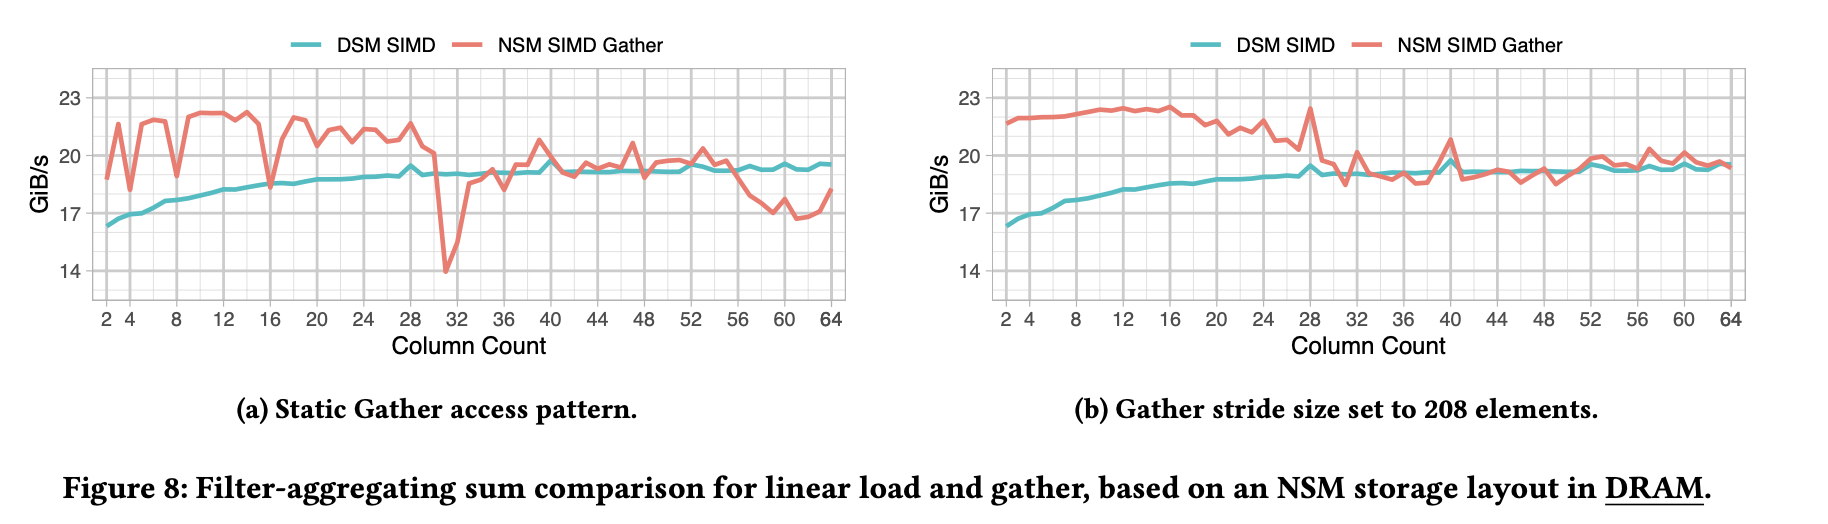 DSM SIMD NSM SIMD Gather
23
20
17
14
GiB/s
2 4 8 12 16 20 24 28 32 36 40 44 48 52 56 60 64
Column Count
(a) Static Gather access pattern.
DSM SIMD NSM SIMD Gather
23
20
17
14
GiB/s
2 4 8 12 16 20 24 28 32 36 40 44 48 52 56 60 64
Column Count
(b) Gather stride size set to 208 elements.
Figure 8: Filter-aggregating sum comparison for linear load and gather, based on an NSM storage layout in DRAM.